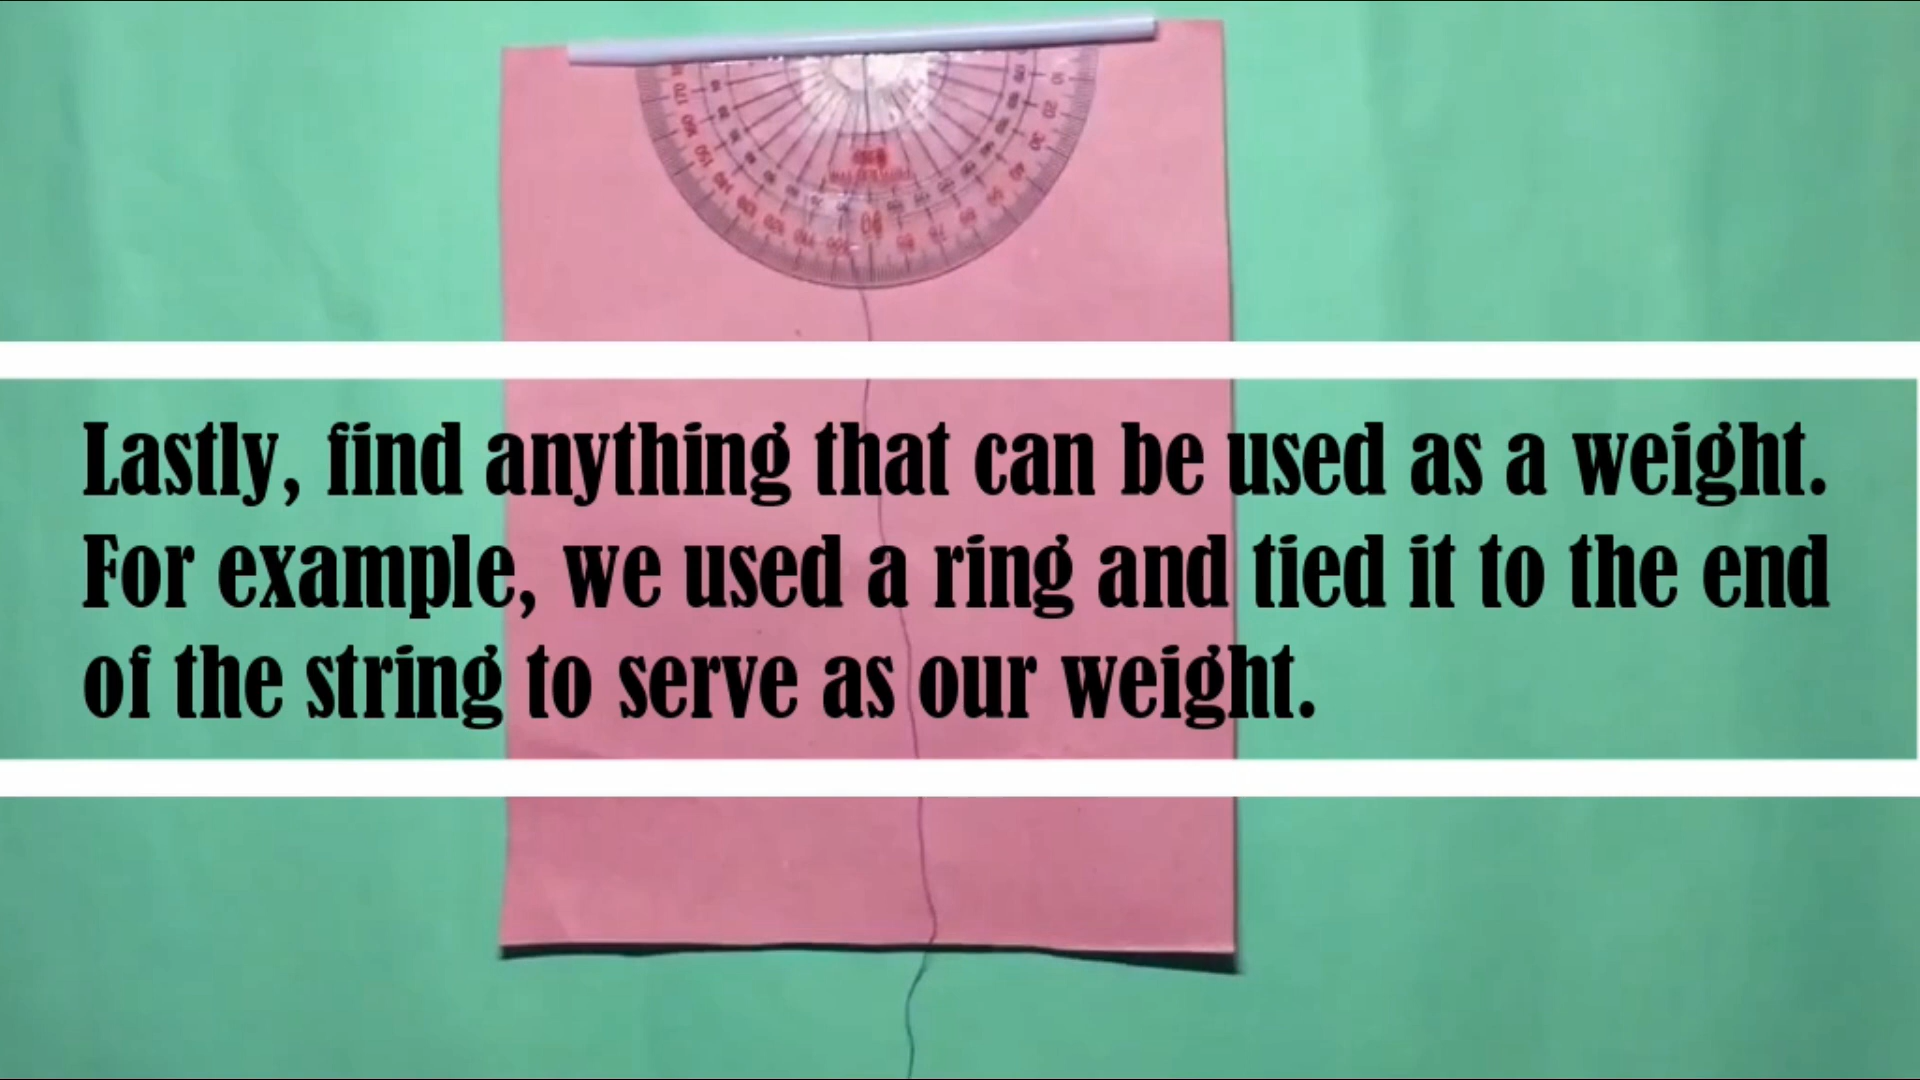 Lastly, find anything that can be used as a weight.
For example, we used a ring and tied it to the end
of the string to serve as our weight.